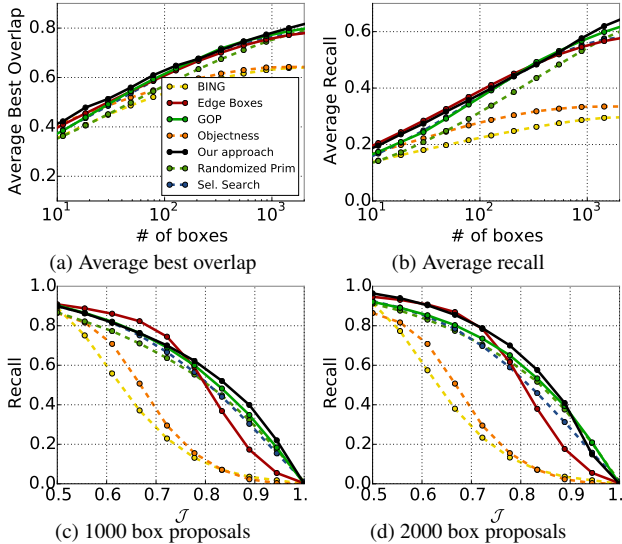 Average Best Overlap
0.8
0.6
0.4
0.2
BING
Edge Boxes
GOP
Objectness
Our approach
Randomized Prim
Sel. Search
10^1
10^2
10^3
# of boxes
(a) Average best overlap
Average Recall
0.6
0.4
0.2
0.0
10^1
10^2
10^3
# of boxes
(b) Average recall
Recall
1.0
0.8
0.6
0.4
0.2
0.0
0.5 0.6 0.7 0.8 0.9 1.
𝒥
(c) 1000 box proposals
Recall
1.0
0.8
0.6
0.4
0.2
0.0
0.5 0.6 0.7 0.8 0.9 1.
𝒥
(d) 2000 box proposals